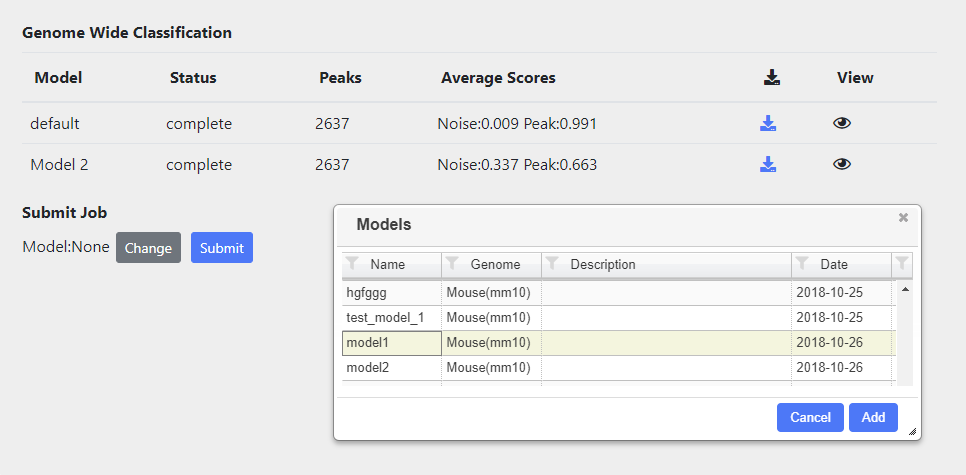 Genome Wide Classification
Model Status Peaks Average Scores View
default complete 2637 Noise:0.009 Peak:0.991
Model 2 complete 2637 Noise:0.337 Peak:0.663
Submit Job
Model:None Change Submit
Models
Name Genome Description Date
hgfggg Mouse(mm10) 2018-10-25
test_model_1 Mouse(mm10) 2018-10-25
model1 Mouse(mm10) 2018-10-26
model2 Mouse(mm10) 2018-10-26
Cancel Add